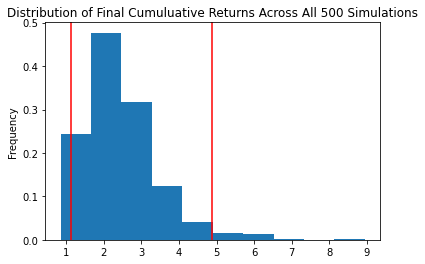 Distribution of Final Cumuluative Returns Across All 500 Simulations
0.5
0.4
0.3
0.2
0.1
0.0
Frequency
1 2 3 4 5 6 7 8 9